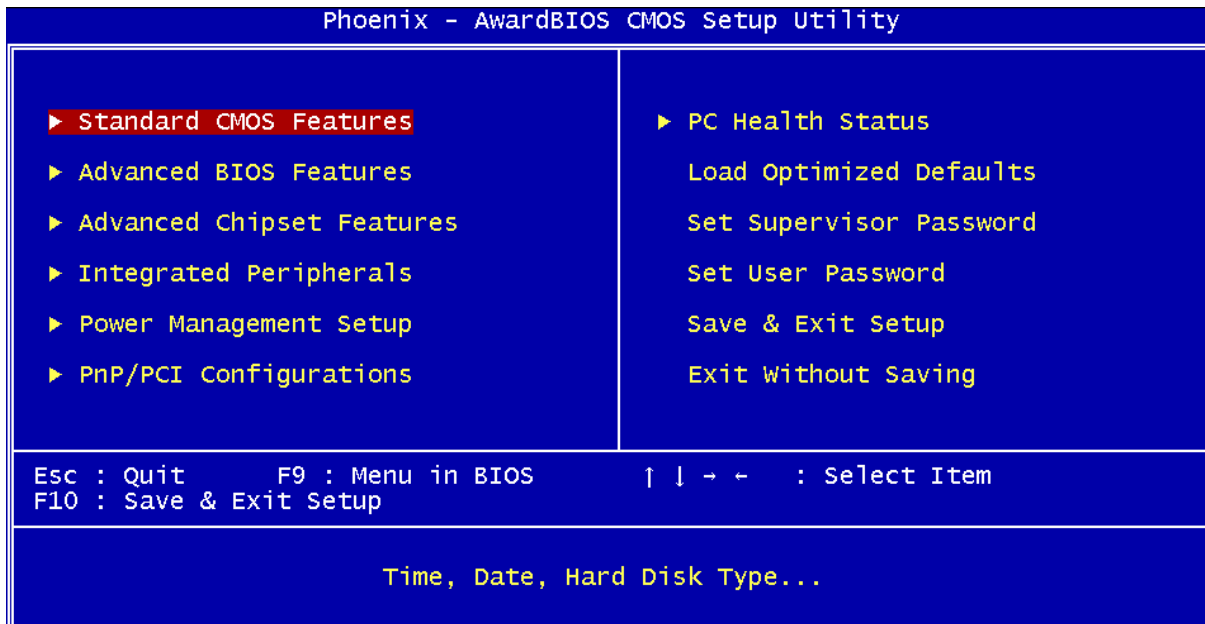 Phoenix - AwardBIOS CMOS Setup Utility
▶ Standard CMOS Features
▶ Advanced BIOS Features
▶ Advanced Chipset Features
▶ Integrated Peripherals
▶ Power Management Setup
▶ PnP/PCI Configurations
▶ PC Health Status
Load Optimized Defaults
Set Supervisor Password
Set User Password
Save & Exit Setup
Exit Without Saving
Esc : Quit F9 : Menu in BIOS ↑ ↓ → ← : Select Item
F10 : Save & Exit Setup
Time, Date, Hard Disk Type...